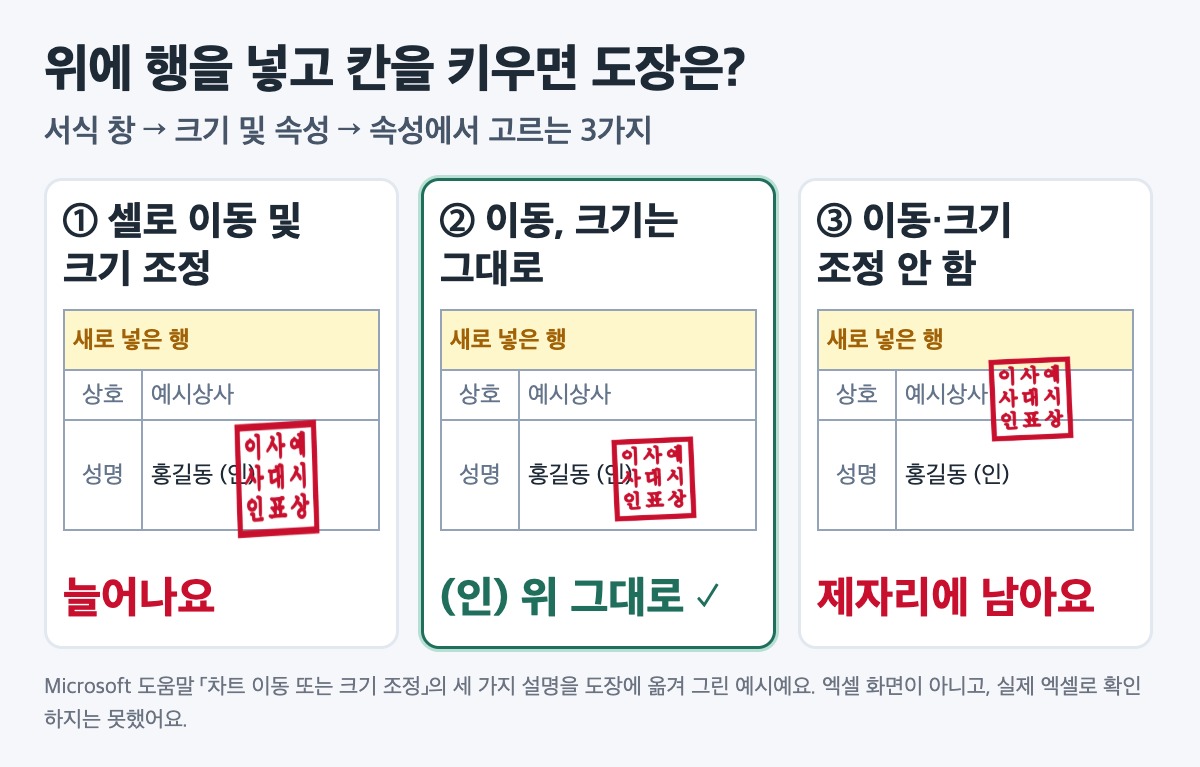 위에 행을 넣고 칸을 키우면 도장은?
서식 창 → 크기 및 속성 → 속성에서 고르는 3가지
① 셀로 이동 및
크기 조정
새로 넣은 행
상호 예시상사
성명 홍길동 (인)
이사예
사대시
인표상
늘어나요
② 이동, 크기는
그대로
새로 넣은 행
상호 예시상사
성명 홍길동 (인)
이사예
사대시
인표상
(인) 위 그대로 ✓
③ 이동·크기
조정 안 함
새로 넣은 행
상호 예시상사
이사예
사대시
인표상
성명 홍길동 (인)
제자리에 남아요
Microsoft 도움말 「차트 이동 또는 크기 조정」의 세 가지 설명을 도장에 옮겨 그린 예시예요. 엑셀 화면이 아니고, 실제 엑셀로 확인
하지는 못했어요.